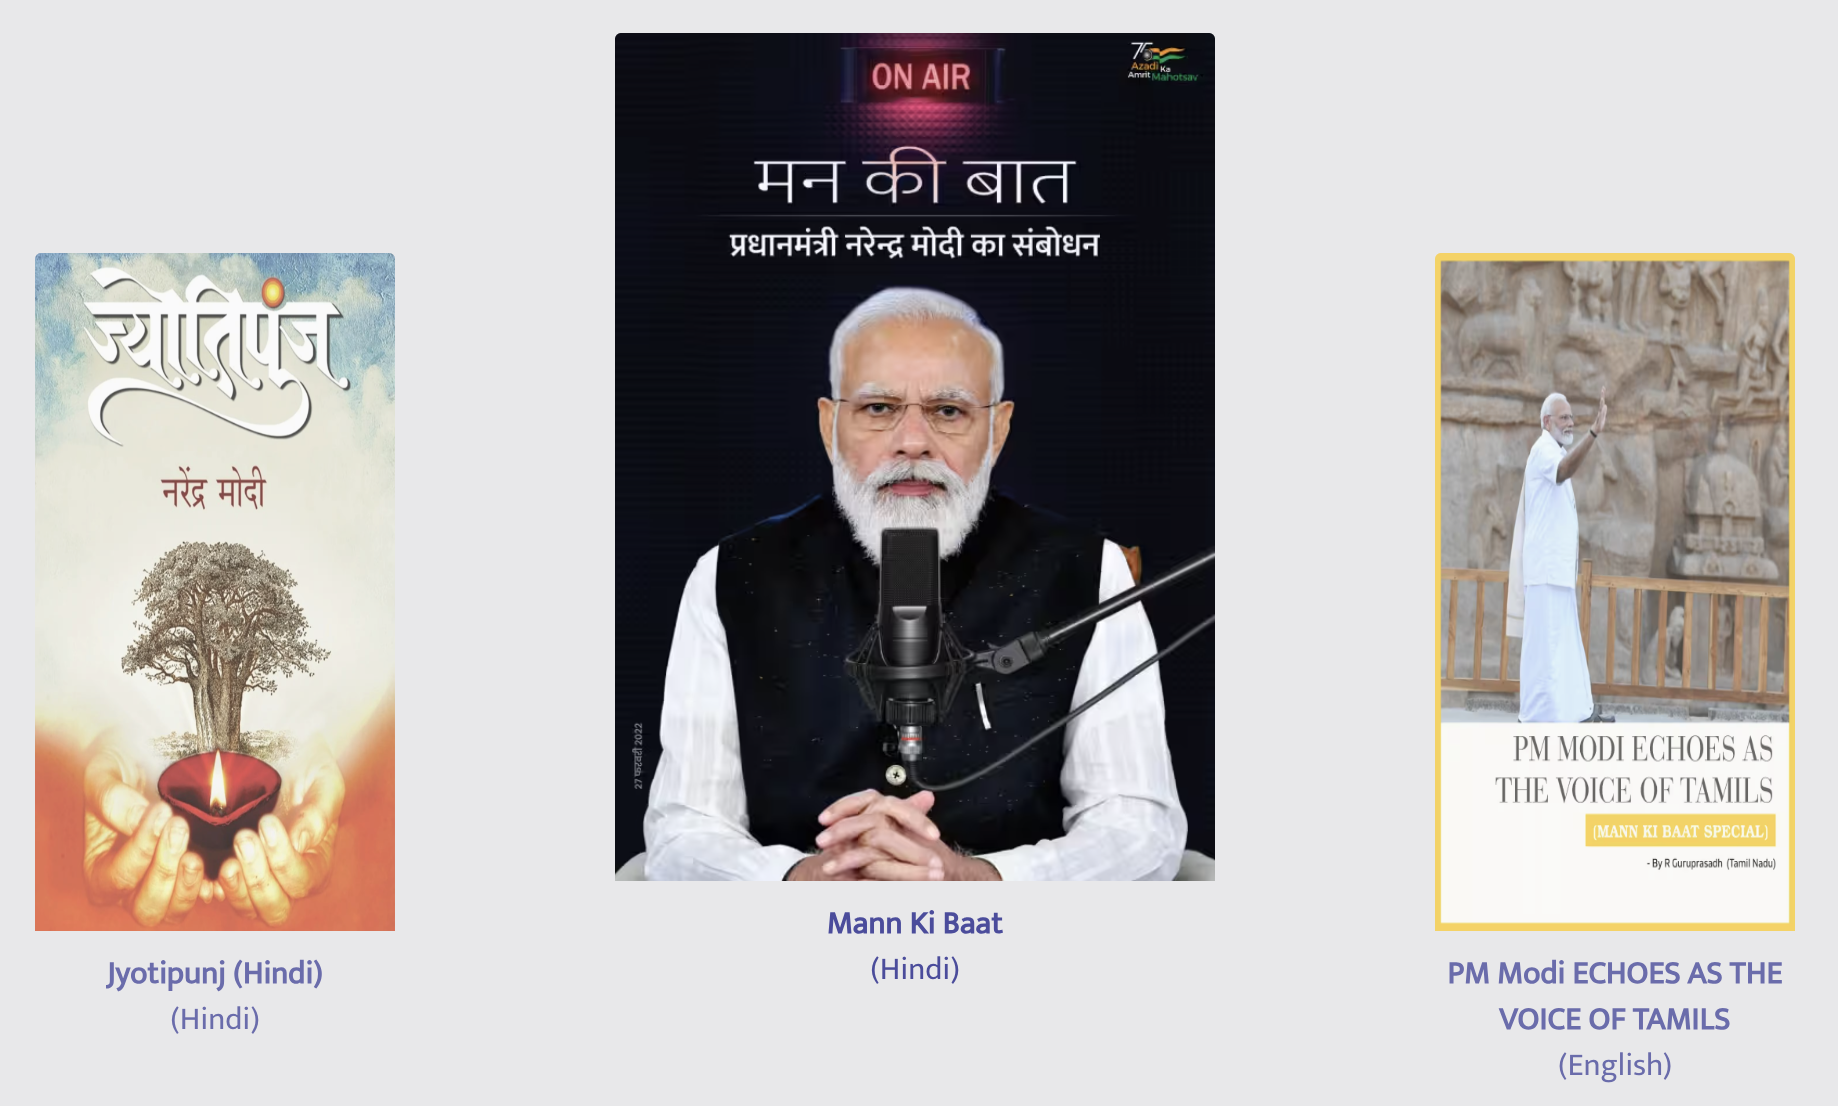 ज्योतिपुंज
नरेंद्र मोदी
Jyotipunj (Hindi)
(Hindi)
ON AIR
75
Azadi Ka
Amrit Mahotsav
मन की बात
प्रधानमंत्री नरेन्द्र मोदी का संबोधन
27 फरवरी 2022
Mann Ki Baat
(Hindi)
PM MODI ECHOES AS
THE VOICE OF TAMILS
(MANN KI BAAT SPECIAL)
- By R Guruprasadh (Tamil Nadu)
PM Modi ECHOES AS THE
VOICE OF TAMILS
(English)